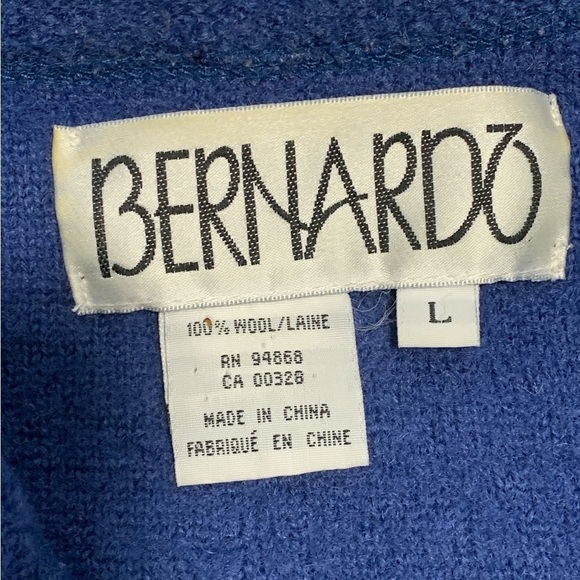 BERNARDO
L
100% WOOL/LAINE
RN 94868
CA 00328
MADE IN CHINA
FABRIQUÉ EN CHINE